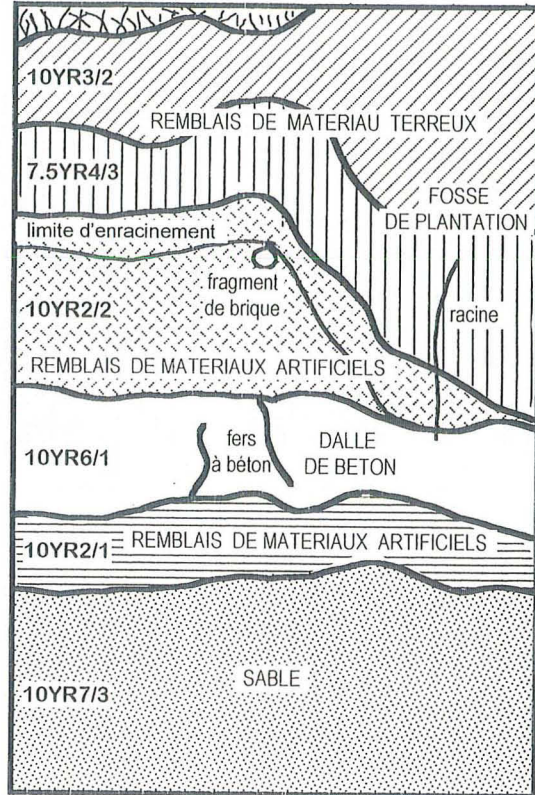 10YR3/2
REMBLAIS DE MATERIAU TERREUX
7.5YR4/3
FOSSE
DE PLANTATION
limite d'enracinement
fragment
de brique
racine
10YR2/2
REMBLAIS DE MATERIAUX ARTIFICIELS
fers
à béton
DALLE
DE BETON
10YR6/1
10YR2/1
REMBLAIS DE MATERIAUX ARTIFICIELS
SABLE
10YR7/3